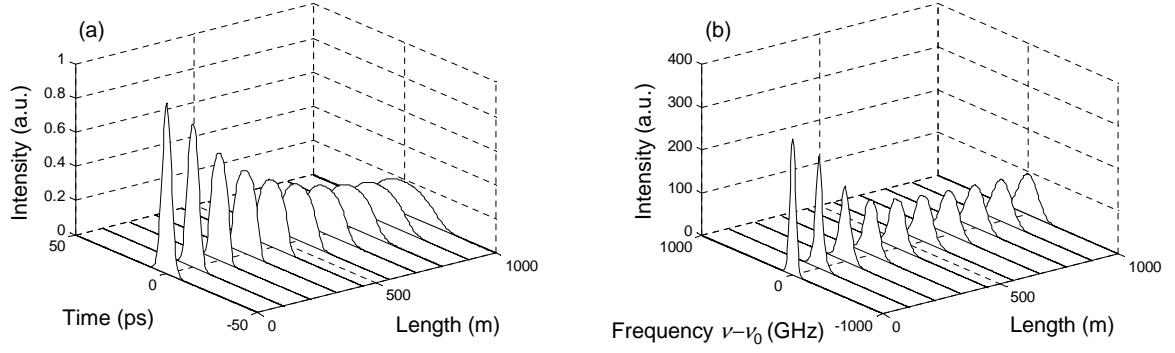 (a)
Intensity (a.u.)
1
0.8
0.6
0.4
0.2
0
50
0
-50
Time (ps)
0
500
1000
Length (m)
(b)
Intensity (a.u.)
400
300
200
100
0
1000
0
-1000
Frequency ν−ν₀ (GHz)
0
500
1000
Length (m)